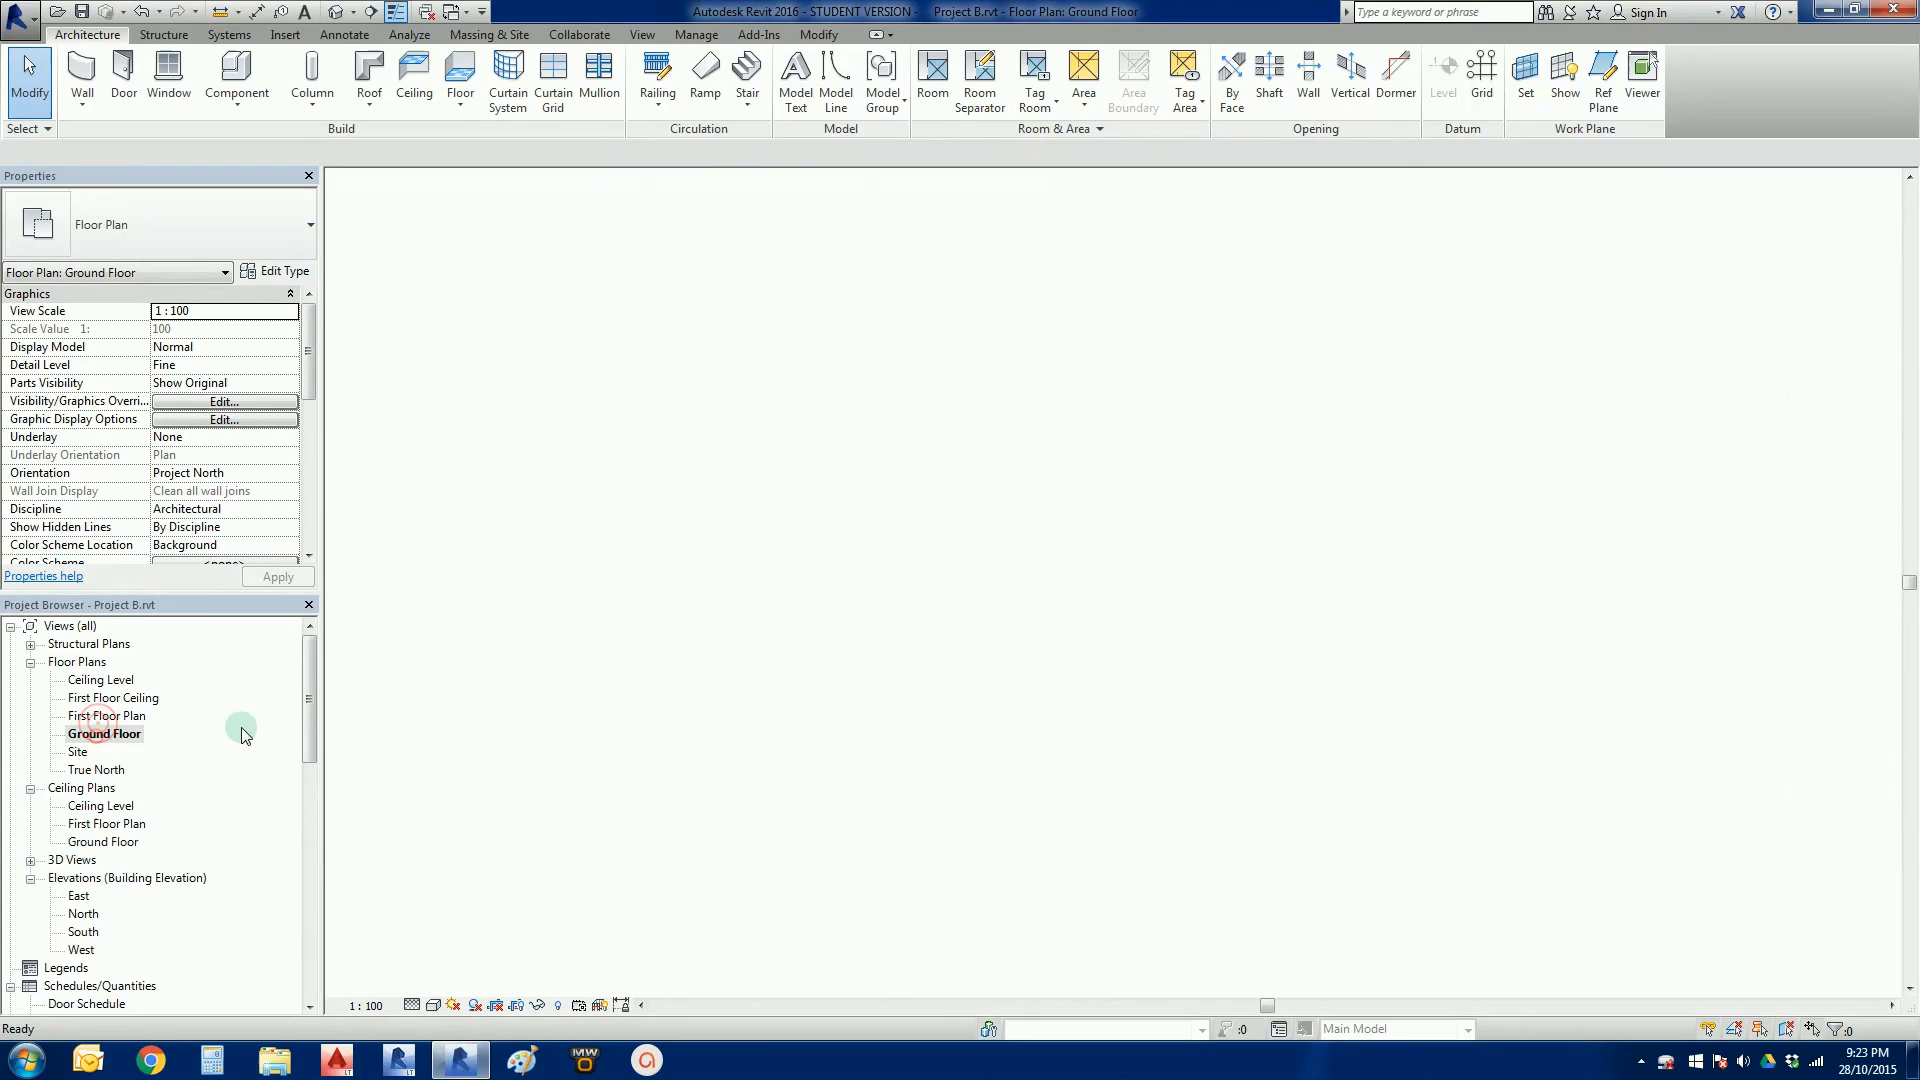 Autodesk Revit 2016 - STUDENT VERSION - Project B.rvt - Floor Plan: Ground Floor
Type a keyword or phrase
Sign In
Architecture Structure Systems Insert Annotate Analyze Massing & Site Collaborate View Manage Add-Ins Modify
Modify Wall Door Window Component Column Roof Ceiling Floor Curtain System Curtain Grid Mullion Railing Ramp Stair Model Text Model Line Model Group Room Room Separator Tag Room Area Area Boundary Tag Area By Face Shaft Wall Vertical Dormer Level Grid Set Show Ref Plane Viewer
Select Build Circulation Model Room & Area Opening Datum Work Plane
Properties
Floor Plan
Floor Plan: Ground Floor
Edit Type
Graphics
View Scale 1 : 100
Scale Value 1: 100
Display Model Normal
Detail Level Fine
Parts Visibility Show Original
Visibility/Graphics Overri... Edit...
Graphic Display Options Edit...
Underlay None
Underlay Orientation Plan
Orientation Project North
Wall Join Display Clean all wall joins
Discipline Architectural
Show Hidden Lines By Discipline
Color Scheme Location Background
Color Scheme <none>
Properties help Apply
Project Browser - Project B.rvt
Views (all)
Structural Plans
Floor Plans
Ceiling Level
First Floor Ceiling
First Floor Plan
Ground Floor
Site
True North
Ceiling Plans
Ceiling Level
First Floor Plan
Ground Floor
3D Views
Elevations (Building Elevation)
East
North
South
West
Legends
Schedules/Quantities
Door Schedule
1 : 100
Ready
:0
Main Model
:0
LT
LT
MW
9:23 PM
28/10/2015